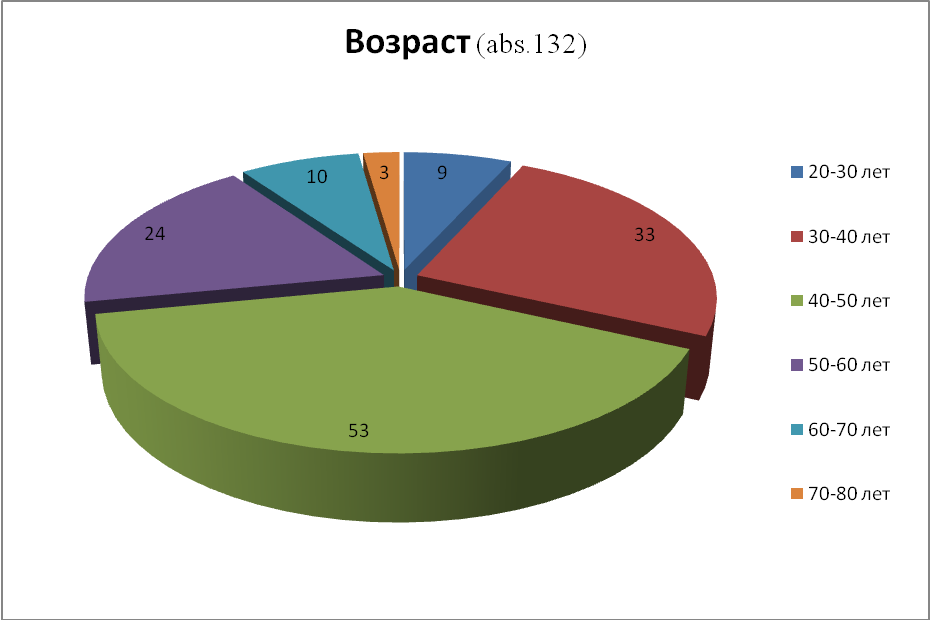 Возраст (abs.132)
3
9
10
33
24
53
20-30 лет
30-40 лет
40-50 лет
50-60 лет
60-70 лет
70-80 лет